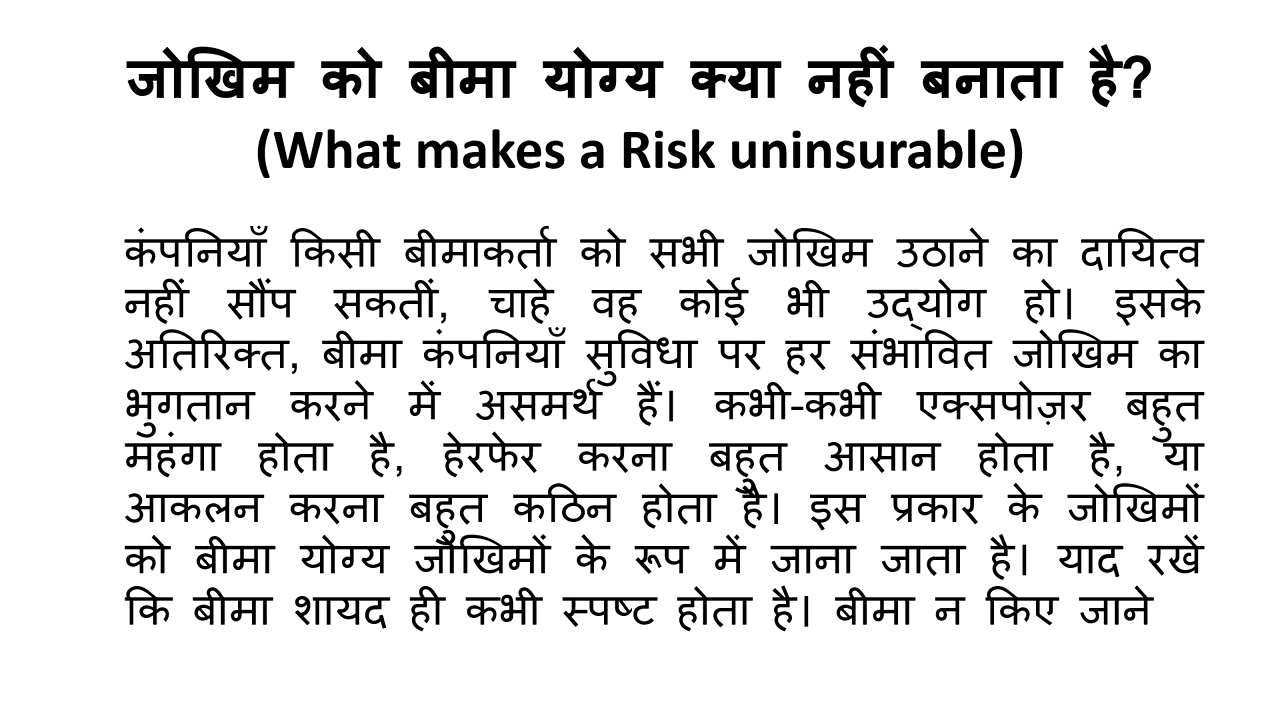 जोखिम को बीमा योग्य क्या नहीं बनाता है?
(What makes a Risk uninsurable)
कंपनियाँ किसी बीमाकर्ता को सभी जोखिम उठाने का दायित्व
नहीं सौंप सकतीं, चाहे वह कोई भी उद्‌योग हो। इसके
अतिरिक्त, बीमा कंपनियाँ सुविधा पर हर संभावित जोखिम का
भुगतान करने में असमर्थ हैं। कभी-कभी एक्सपोज़र बहुत
महंगा होता है, हेरफेर करना बहुत आसान होता है, या
आकलन करना बहुत कठिन होता है। इस प्रकार के जोखिमों
को बीमा योग्य जोखिमों के रूप में जाना जाता है। याद रखें
कि बीमा शायद ही कभी स्पष्ट होता है। बीमा न किए जाने